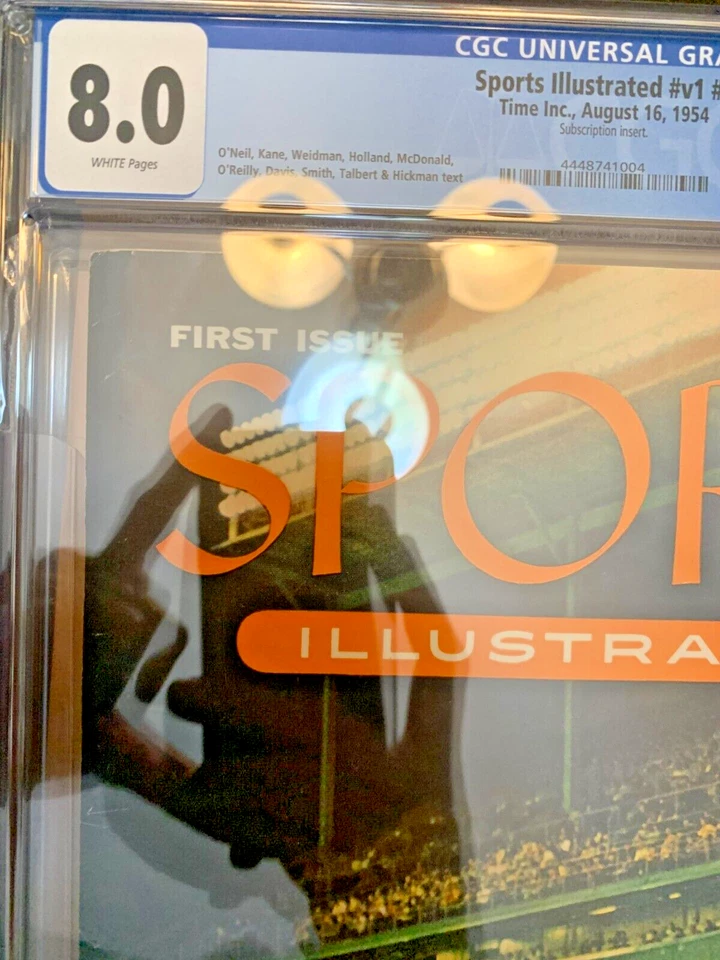 CGC UNIVERSAL GRA
8.0
WHITE Pages
Sports Illustrated #v1 #
Time Inc., August 16, 1954
Subscription insert.
O'Neil, Kane, Weidman, Holland, McDonald,
O'Reilly, Davis, Smith, Talbert & Hickman text
4448741004
FIRST ISSUE
SPOR
ILLUSTRA